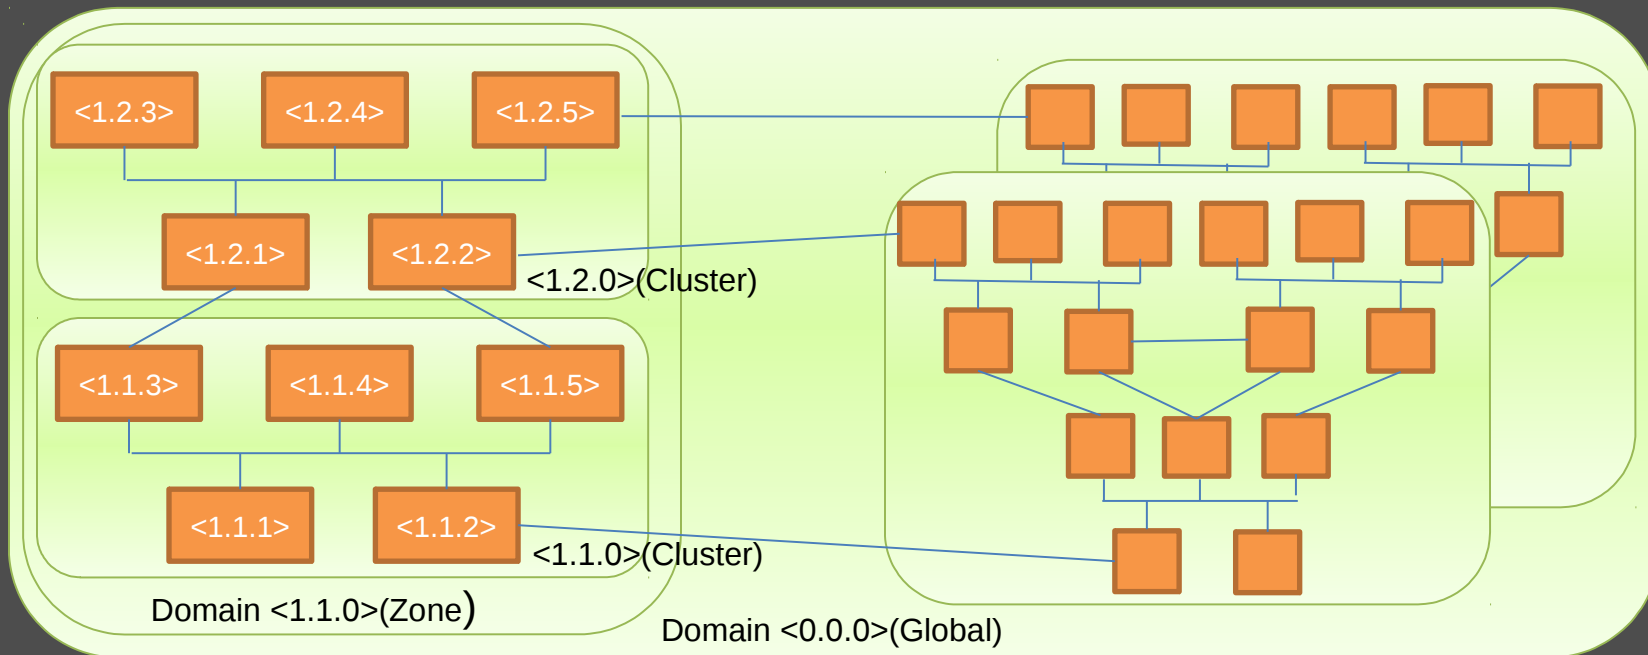 <1.2.3>
<1.2.4>
<1.2.5>
<1.2.1>
<1.2.2>
<1.2.0>(Cluster)
<1.1.3>
<1.1.4>
<1.1.5>
<1.1.1>
<1.1.2>
<1.1.0>(Cluster)
Domain <1.1.0>(Zone)
Domain <0.0.0>(Global)